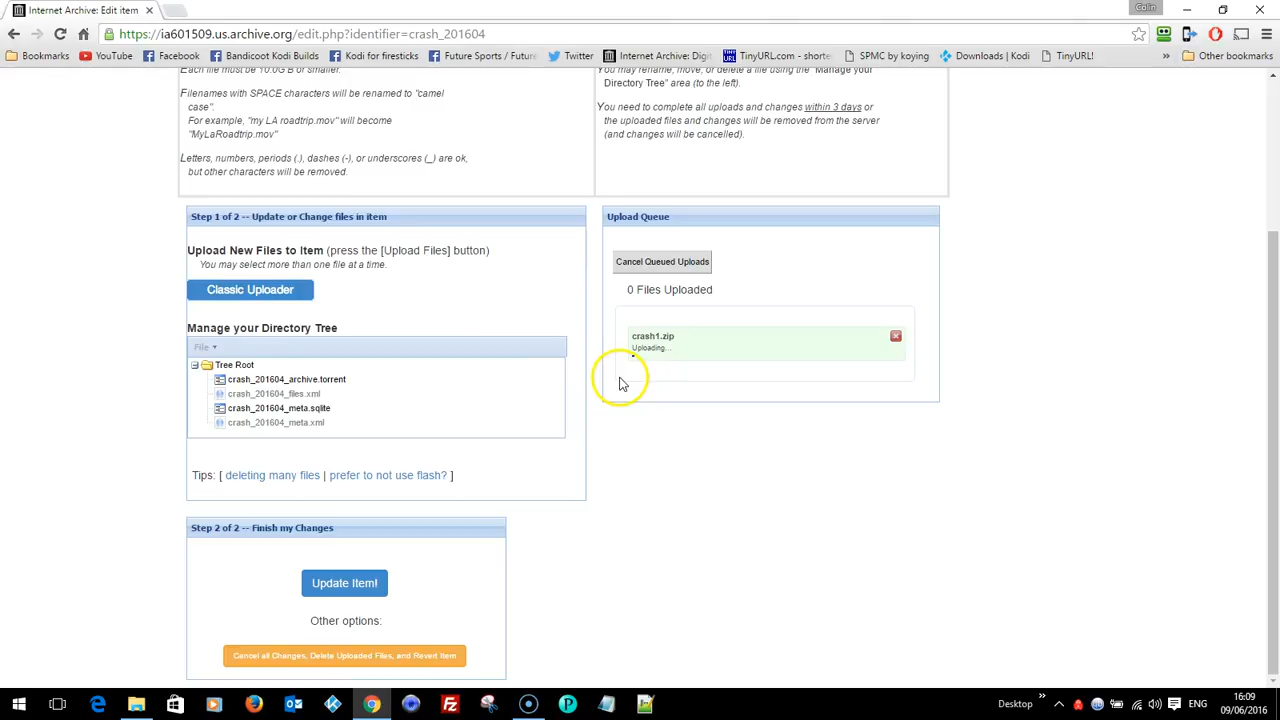 Internet Archive: Edit item
Colin
https://ia601509.us.archive.org/edit.php?identifier=crash_201604
Bookmarks YouTube Facebook Bandicoot Kodi Builds Kodi for firesticks Future Sports / Future Twitter Internet Archive: Digi TinyURL.com - shorte SPMC by koying Downloads | Kodi TinyURL! » Other bookmarks
Each file must be 10.0G B or smaller.
Filenames with SPACE characters will be renamed to "camel
case".
For example, "my LA roadtrip.mov" will become
"MyLaRoadtrip.mov"
Letters, numbers, periods (.), dashes (-), or underscores (_) are ok,
but other characters will be removed.
You may rename, move, or delete a file using the "Manage your
Directory Tree" area (to the left).
You need to complete all uploads and changes within 3 days or
the uploaded files and changes will be removed from the server
(and changes will be cancelled).
Step 1 of 2 -- Update or Change files in item
Upload New Files to Item (press the [Upload Files] button)
You may select more than one file at a time.
Classic Uploader
Manage your Directory Tree
File
Tree Root
crash_201604_archive.torrent
crash_201604_files.xml
crash_201604_meta.sqlite
crash_201604_meta.xml
Tips: [ deleting many files | prefer to not use flash? ]
Upload Queue
Cancel Queued Uploads
0 Files Uploaded
crash1.zip
Uploading...
Step 2 of 2 -- Finish my Changes
Update Item!
Other options:
Cancel all Changes, Delete Uploaded Files, and Revert Item
Desktop » ENG 16:09
09/06/2016